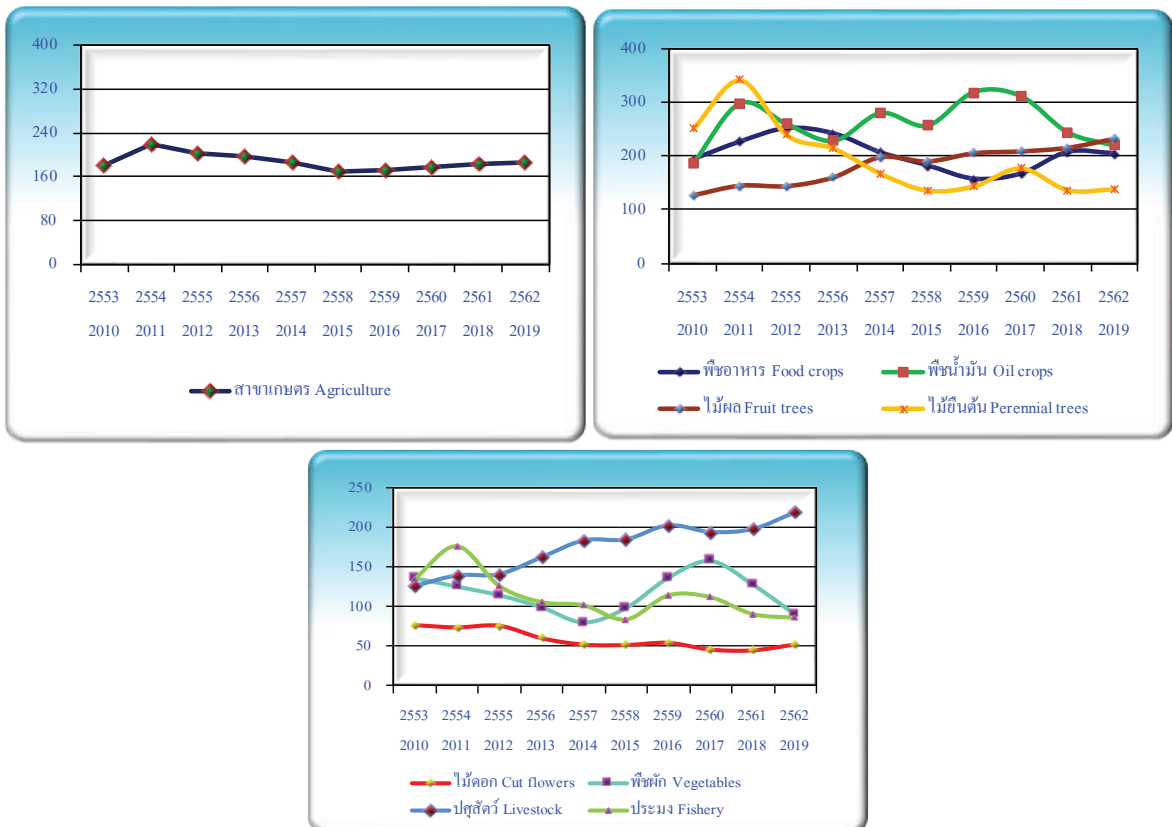 400
320
240
160
80
0
2553 2554 2555 2556 2557 2558 2559 2560 2561 2562
2010 2011 2012 2013 2014 2015 2016 2017 2018 2019
สาขาเกษตร Agriculture
400
300
200
100
0
2553 2554 2555 2556 2557 2558 2559 2560 2561 2562
2010 2011 2012 2013 2014 2015 2016 2017 2018 2019
พืชอาหาร Food crops พืชน้ำมัน Oil crops
ไม้ผล Fruit trees ไม้ยืนต้น Perennial trees
250
200
150
100
50
0
2553 2554 2555 2556 2557 2558 2559 2560 2561 2562
2010 2011 2012 2013 2014 2015 2016 2017 2018 2019
ไม้ดอก Cut flowers พืชผัก Vegetables
ปศุสัตว์ Livestock ประมง Fishery